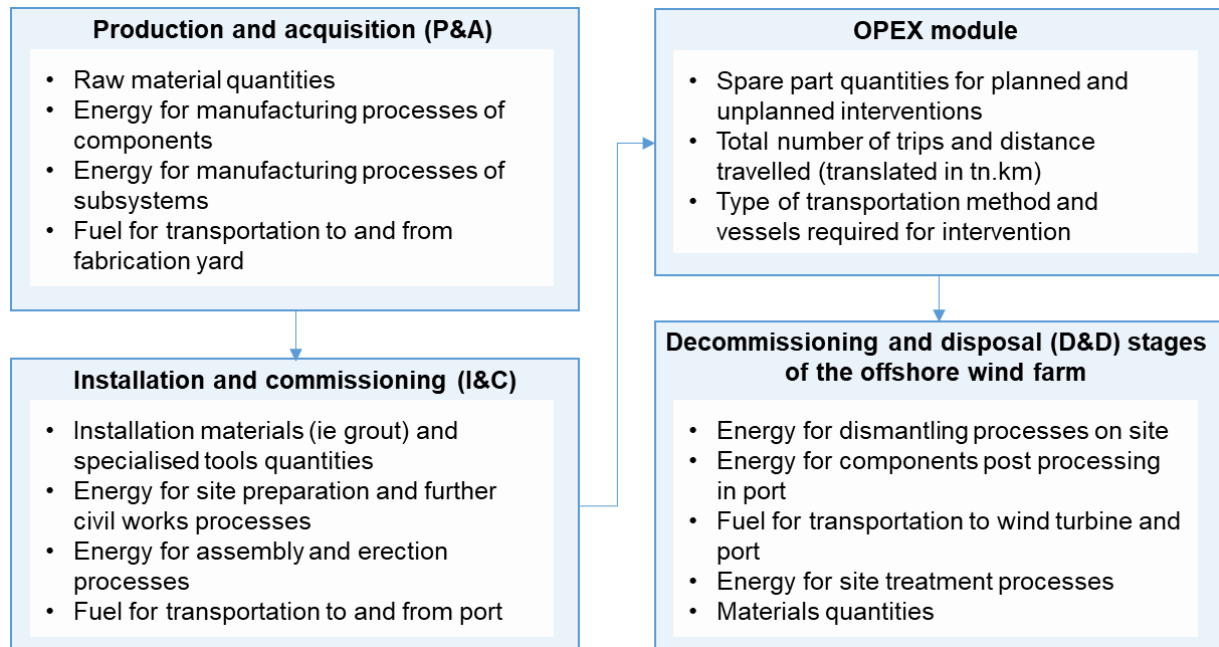 Production and acquisition (P&A)
• Raw material quantities
• Energy for manufacturing processes of
components
• Energy for manufacturing processes of
subsystems
• Fuel for transportation to and from
fabrication yard
Installation and commissioning (I&C)
• Installation materials (ie grout) and
specialised tools quantities
• Energy for site preparation and further
civil works processes
• Energy for assembly and erection
processes
• Fuel for transportation to and from port
OPEX module
• Spare part quantities for planned and
unplanned interventions
• Total number of trips and distance
travelled (translated in tn.km)
• Type of transportation method and
vessels required for intervention
Decommissioning and disposal (D&D) stages
of the offshore wind farm
• Energy for dismantling processes on site
• Energy for components post processing
in port
• Fuel for transportation to wind turbine and
port
• Energy for site treatment processes
• Materials quantities